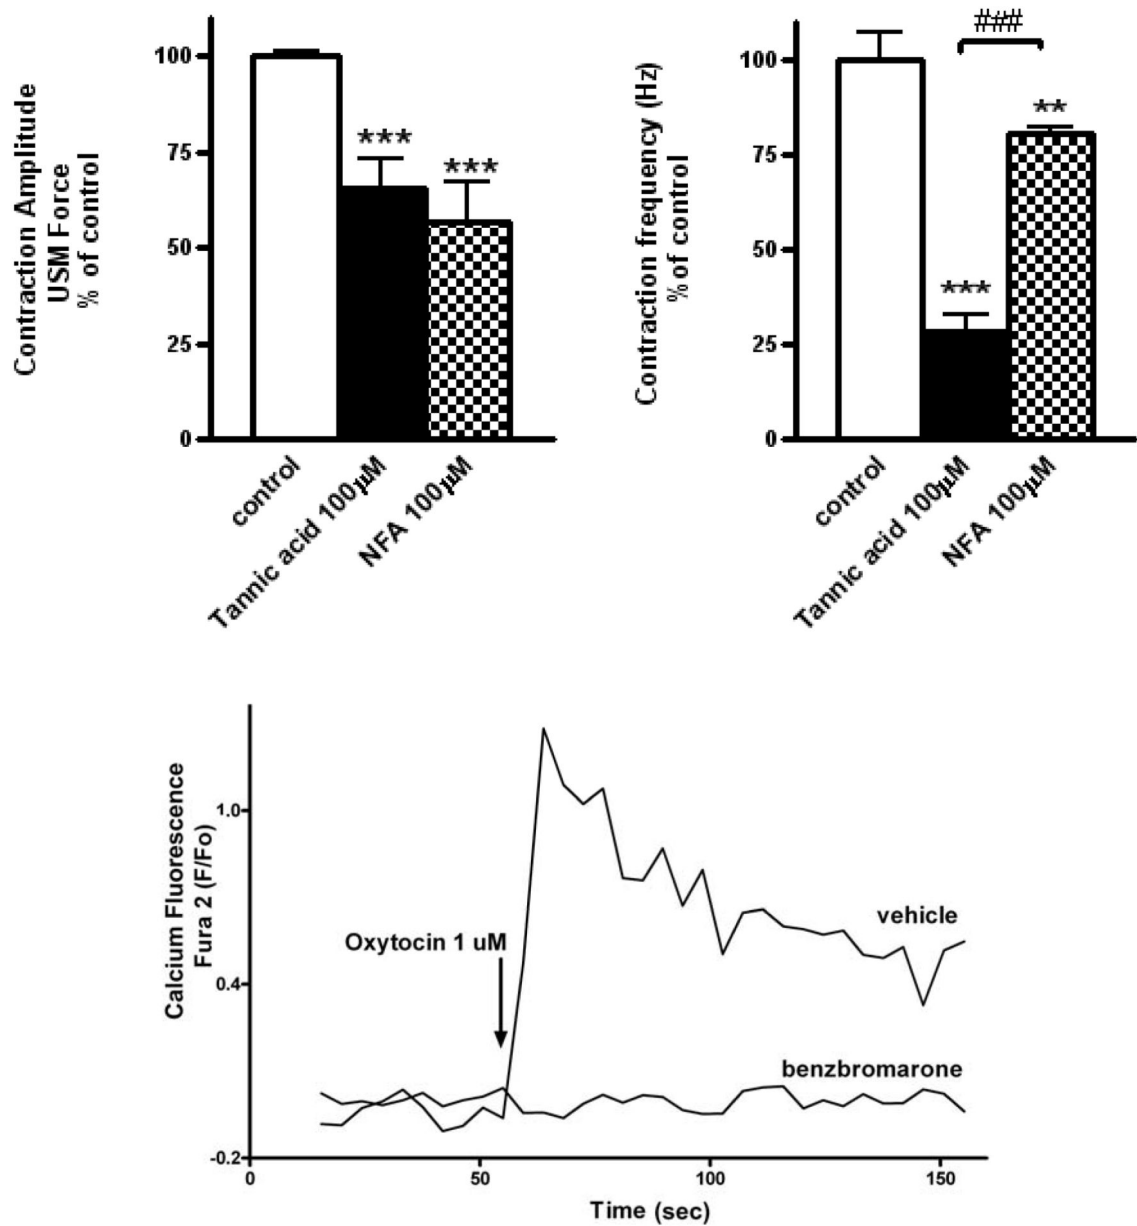 Contraction Amplitude
USM Force
% of control
100
75
50
25
0
***
***
control
Tannic acid 100μM
NFA 100μM
Contraction frequency (Hz)
% of control
100
75
50
25
0
###
***
**
control
Tannic acid 100μM
NFA 100μM
Calcium Fluorescence
Fura 2 (F/Fo)
1.0
0.4
-0.2
Oxytocin 1 uM
vehicle
benzbromarone
0
50
100
150
Time (sec)